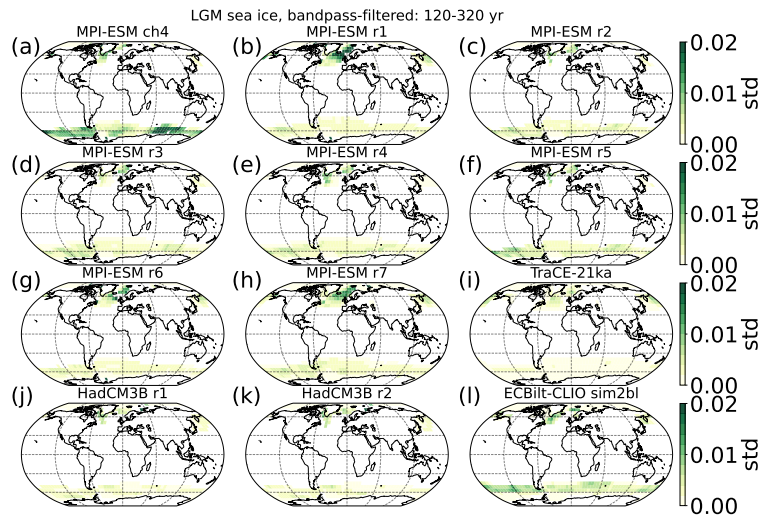 LGM sea ice, bandpass-filtered: 120-320 yr
(a) MPI-ESM ch4
(b) MPI-ESM r1
(c) MPI-ESM r2
0.02
0.01
0.00
std
(d) MPI-ESM r3
(e) MPI-ESM r4
(f) MPI-ESM r5
0.02
0.01
0.00
std
(g) MPI-ESM r6
(h) MPI-ESM r7
(i) TraCE-21ka
0.02
0.01
0.00
std
(j) HadCM3B r1
(k) HadCM3B r2
(l) ECBilt-CLIO sim2bl
0.02
0.01
0.00
std